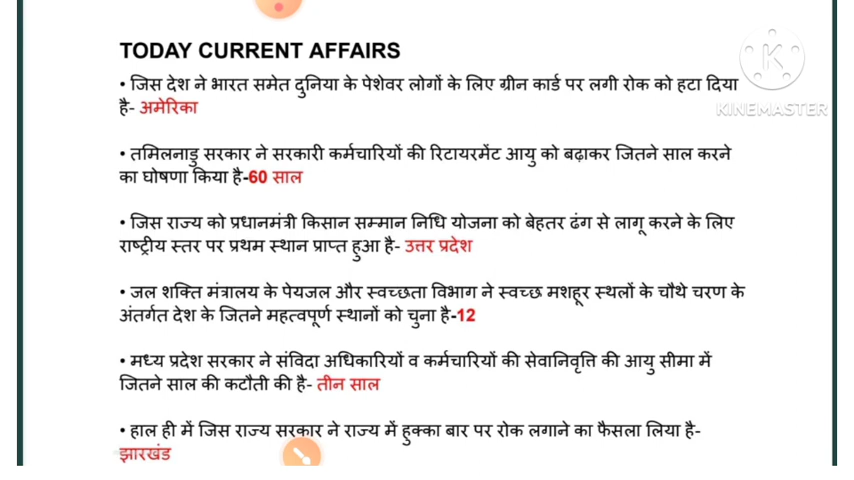 TODAY CURRENT AFFAIRS
• जिस देश ने भारत समेत दुनिया के पेशेवर लोगों के लिए ग्रीन कार्ड पर लगी रोक को हटा दिया
है- अमेरिका
• तमिलनाडु सरकार ने सरकारी कर्मचारियों की रिटायरमेंट आयु को बढ़ाकर जितने साल करने
का घोषणा किया है-60 साल
• जिस राज्य को प्रधानमंत्री किसान सम्मान निधि योजना को बेहतर ढंग से लागू करने के लिए
राष्ट्रीय स्तर पर प्रथम स्थान प्राप्त हुआ है- उत्तर प्रदेश
• जल शक्ति मंत्रालय के पेयजल और स्वच्छता विभाग ने स्वच्छ मशहूर स्थलों के चौथे चरण के
अंतर्गत देश के जितने महत्वपूर्ण स्थानों को चुना है-12
• मध्य प्रदेश सरकार ने संविदा अधिकारियों व कर्मचारियों की सेवानिवृत्ति की आयु सीमा में
जितने साल की कटौती की है- तीन साल
• हाल ही में जिस राज्य सरकार ने राज्य में हुक्का बार पर रोक लगाने का फैसला लिया है-
झारखंड
K
KINEMASTER